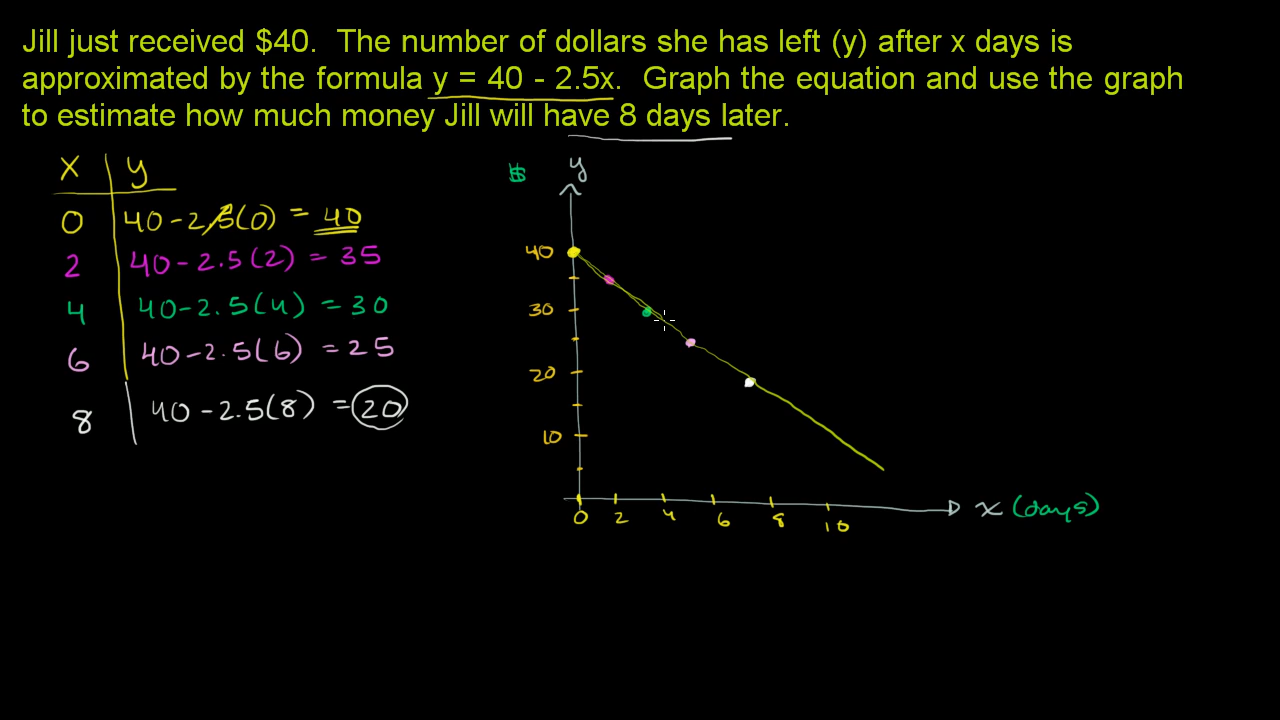 Jill just received $40. The number of dollars she has left (y) after x days is
approximated by the formula y = 40 - 2.5x. Graph the equation and use the graph
to estimate how much money Jill will have 8 days later.
x y
0 40-2.5(0) = 40
2 40-2.5(2) = 35
4 40-2.5(4) = 30
6 40-2.5(6) = 25
8 40-2.5(8) = 20
$ y
40
30
20
10
0 2 4 6 8 10
x (days)